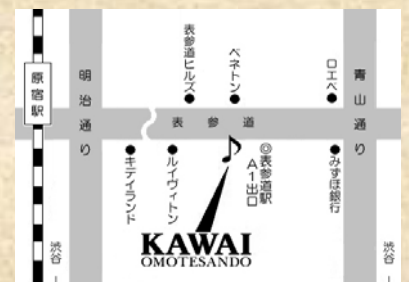 原宿駅
明治通り
表参道ヒルズ
ベネトン
ロエベ
青山通り
表参道
キデイランド
ルイヴィトン
◎表参道駅
A1出口
みずほ銀行
渋谷
KAWAI
OMOTESANDO
渋谷